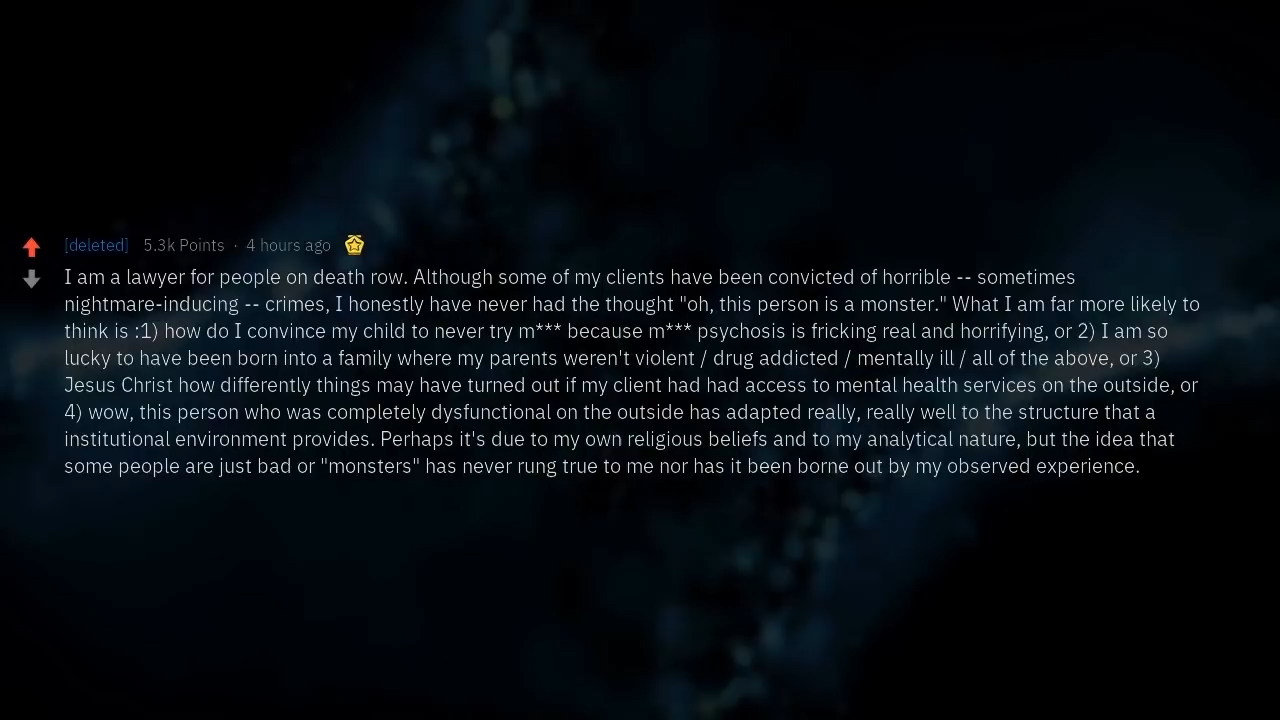 [deleted] 5.3k Points · 4 hours ago
I am a lawyer for people on death row. Although some of my clients have been convicted of horrible -- sometimes
nightmare-inducing -- crimes, I honestly have never had the thought "oh, this person is a monster." What I am far more likely to
think is :1) how do I convince my child to never try m*** because m*** psychosis is fricking real and horrifying, or 2) I am so
lucky to have been born into a family where my parents weren't violent / drug addicted / mentally ill / all of the above, or 3)
Jesus Christ how differently things may have turned out if my client had had access to mental health services on the outside, or
4) wow, this person who was completely dysfunctional on the outside has adapted really, really well to the structure that a
institutional environment provides. Perhaps it's due to my own religious beliefs and to my analytical nature, but the idea that
some people are just bad or "monsters" has never rung true to me nor has it been borne out by my observed experience.